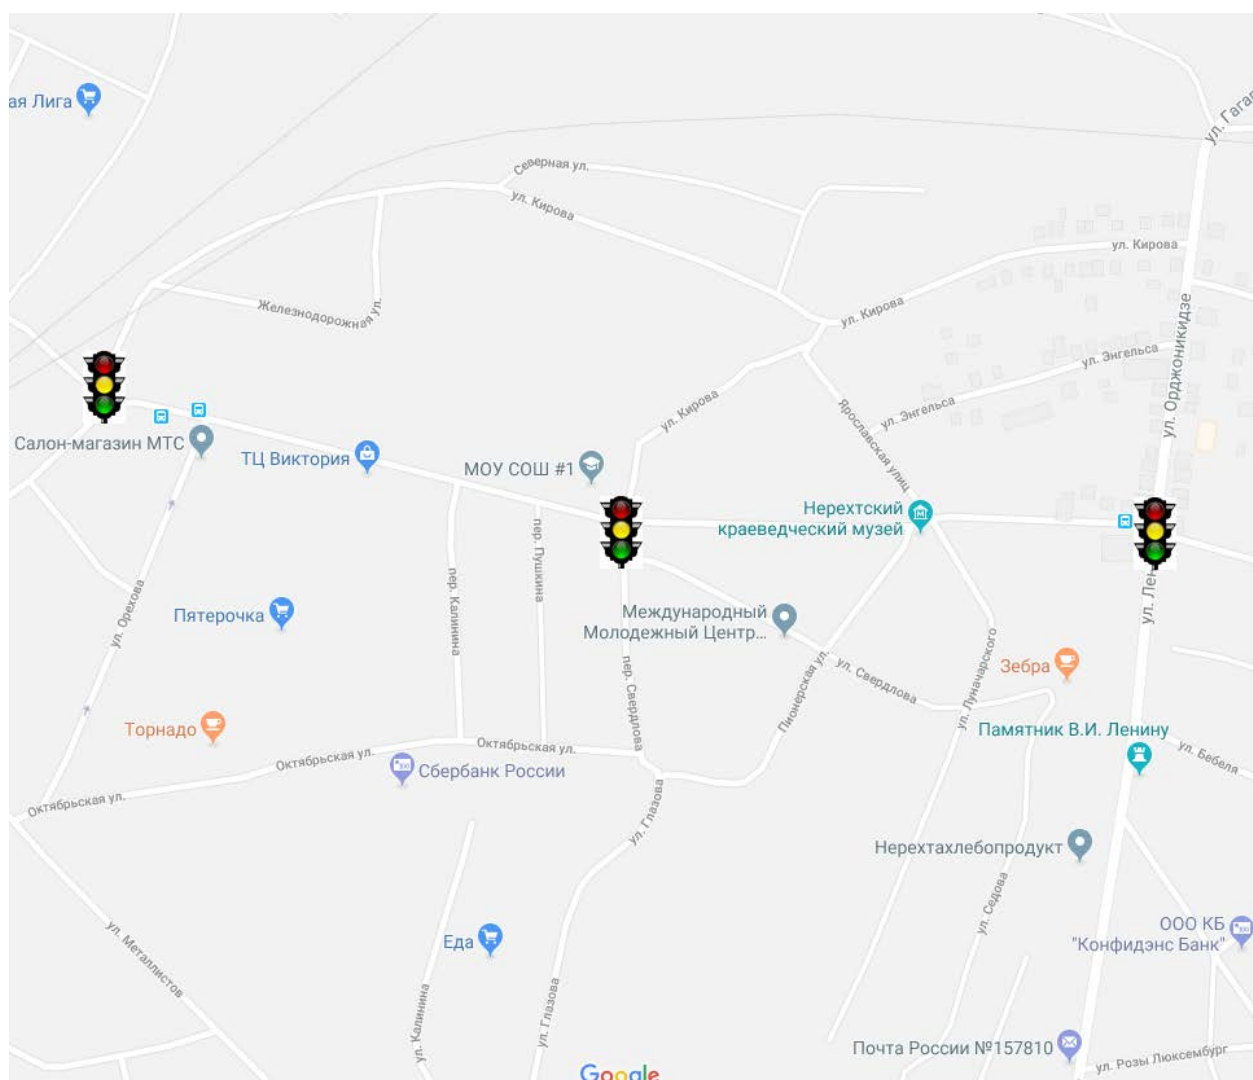 ая Лига
ул. Гагар
Северная ул.
ул. Кирова
ул. Кирова
ул. Кирова
Железнодорожная ул.
ул. Энгельса
ул. Орджоникидзе
ул. Кирова
ул. Энгельса
Ярославская улиц
Салон-магазин МТС
ТЦ Виктория
МОУ СОШ #1
Нерехтский
краеведческий музей
пер. Пушкина
пер. Калинина
ул. Орехова
ул. Лен
Пятерочка
Международный
Молодежный Центр...
Зебра
ул. Свердлова
ул. Луначарского
пер. Свердлова
Пионерская ул.
Торнадо
Памятник В.И. Ленину
Октябрьская ул.
Октябрьская ул.
ул. Бебеля
Сбербанк России
Октябрьская ул.
ул. Глазова
Нерехтахлебопродукт
ул. Седова
ООО КБ
"Конфидэнс Банк"
Еда
ул. Металлистов
ул. Калинина
ул. Глазова
Почта России №157810
ул. Розы Люксембург
Google